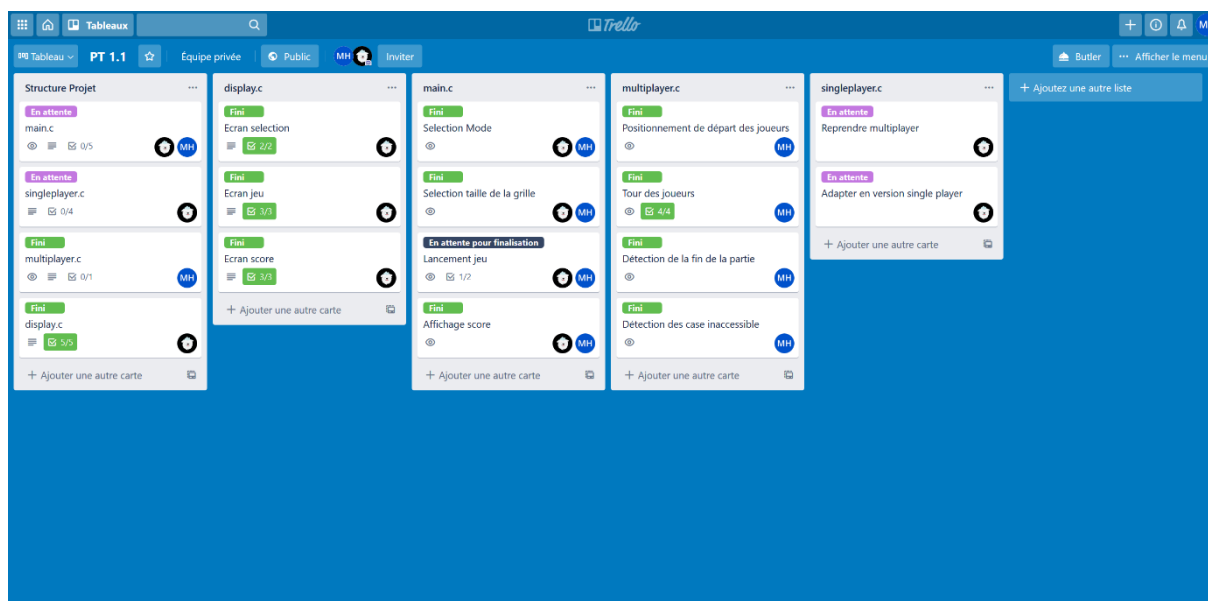 Tableaux
Trello
M
Tableau
PT 1.1
Équipe privée
Public
MH
Inviter
Butler
··· Afficher le menu
Structure Projet ···
En attente
main.c
0/5
MH
En attente
singleplayer.c
0/4
Fini
multiplayer.c
0/1
MH
Fini
display.c
5/5
+ Ajouter une autre carte
display.c ···
Fini
Ecran selection
2/2
Fini
Ecran jeu
3/3
Fini
Ecran score
3/3
+ Ajouter une autre carte
main.c ···
Fini
Selection Mode
MH
Fini
Selection taille de la grille
MH
En attente pour finalisation
Lancement jeu
1/2
MH
Fini
Affichage score
MH
+ Ajouter une autre carte
multiplayer.c ···
Fini
Positionnement de départ des joueurs
MH
Fini
Tour des joueurs
4/4
MH
Fini
Détection de la fin de la partie
MH
Fini
Détection des case inaccessible
MH
+ Ajouter une autre carte
singleplayer.c ···
En attente
Reprendre multiplayer
En attente
Adapter en version single player
+ Ajouter une autre carte
+ Ajoutez une autre liste